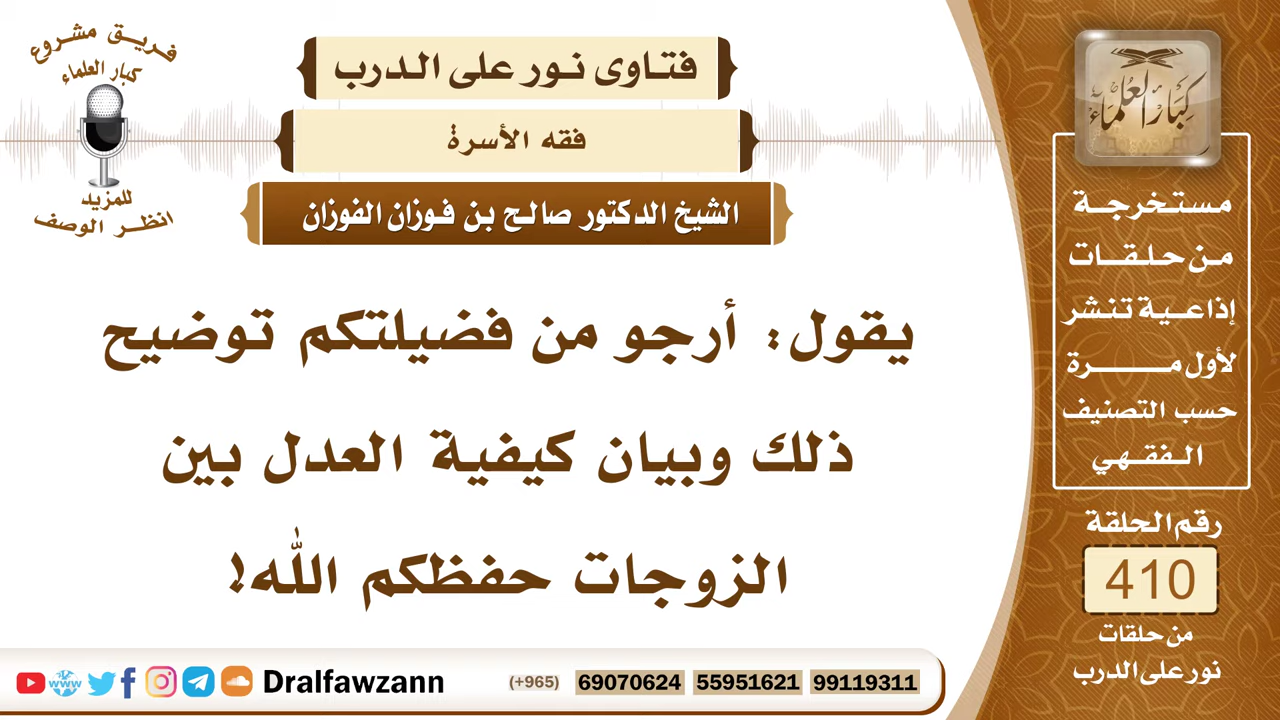 فريق مشروع
كبار العلماء
للمزيد
انظر الوصف
فتاوى نور على الدرب
فقه الأسرة
الشيخ الدكتور صالح بن فوزان الفوزان
يقول: أرجو من فضيلتكم توضيح
ذلك وبيان كيفية العدل بين
الزوجات حفظكم الله!
كبار العلماء
مستخرجة
من حلقات
إذاعية تنشر
لأول مرة
حسب التصنيف
الفقهي
رقم الحلقة
410
من حلقات
نور على الدرب
www Dralfawzann (+965) 69070624 55951621 99119311